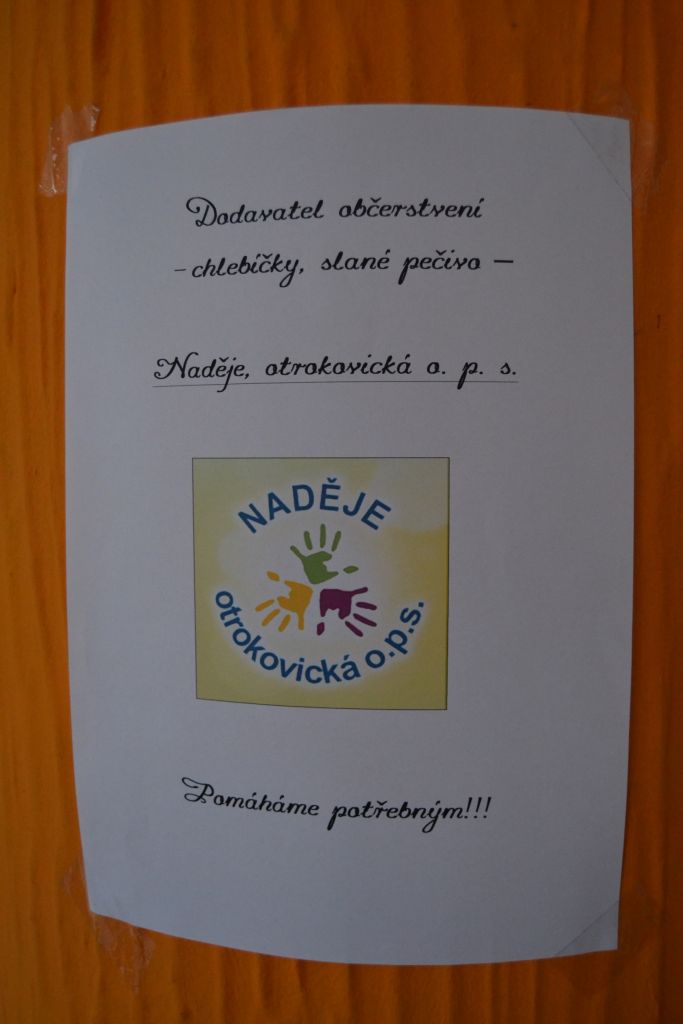 Dodavatel občerstvení
- chlebíčky, slané pečivo –
Naděje, otrokovická o. p. s.
NADĚJE
otrokovická o.p.s.
Pomáháme potřebným!!!